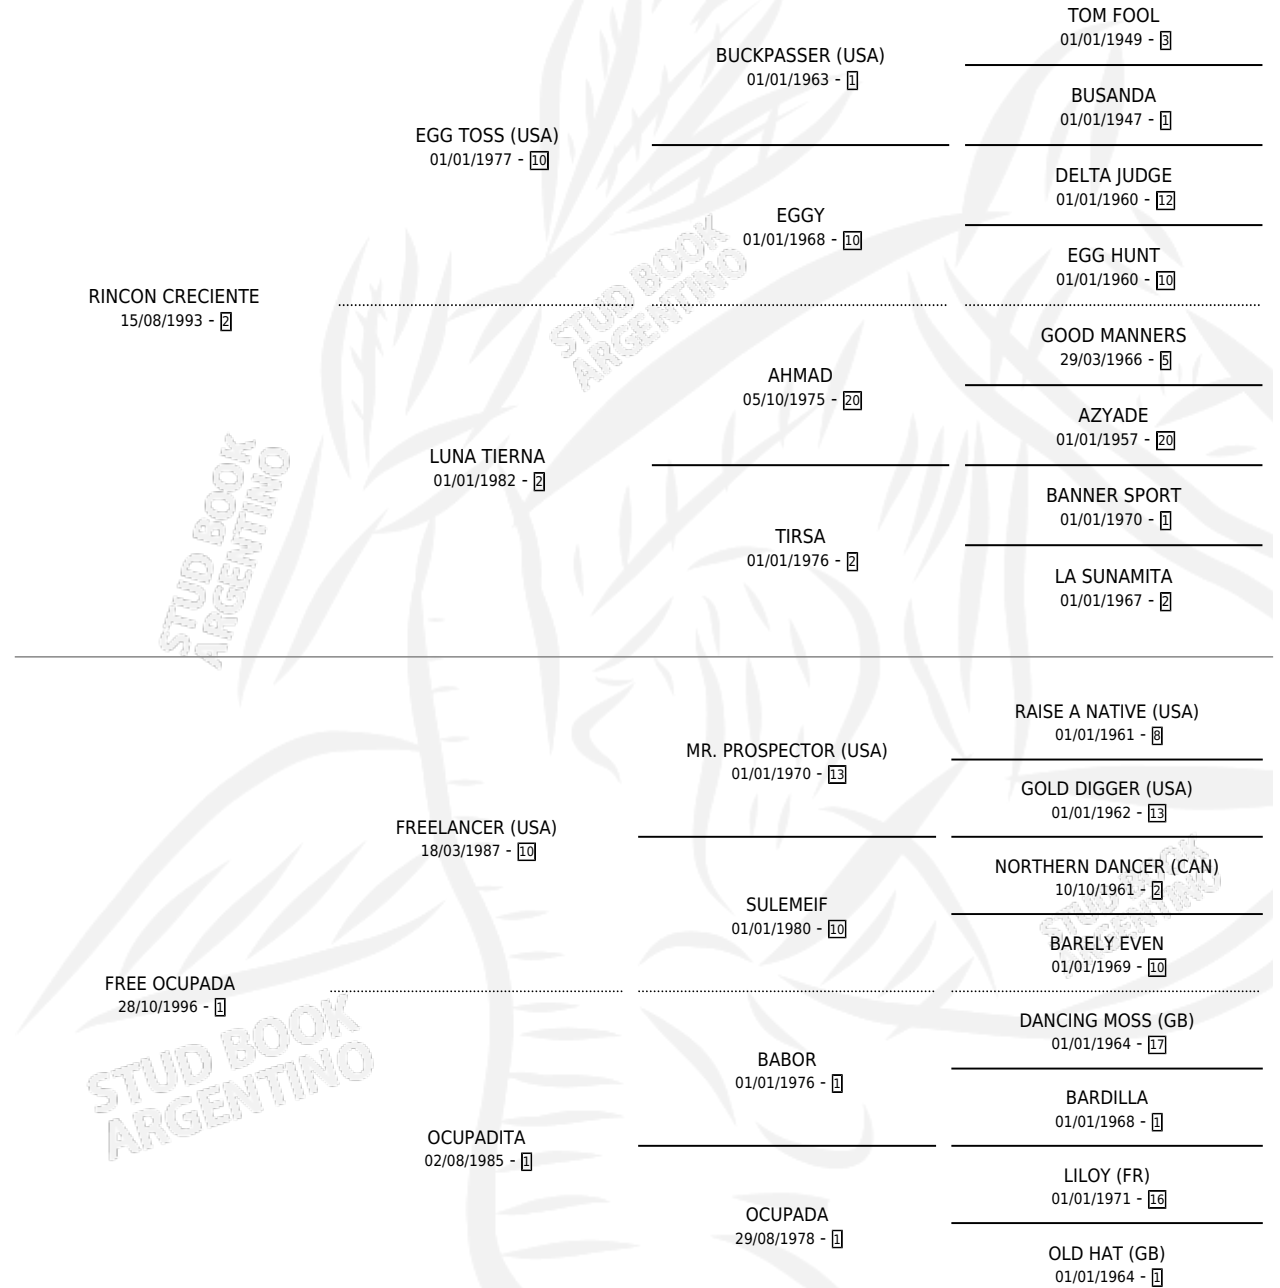 TOM FOOL
01/01/1949 - 3
BUCKPASSER (USA)
01/01/1963 - 1
BUSANDA
01/01/1947 - 1
EGG TOSS (USA)
01/01/1977 - 10
DELTA JUDGE
01/01/1960 - 12
EGGY
01/01/1968 - 10
EGG HUNT
01/01/1960 - 10
RINCON CRECIENTE
15/08/1993 - 2
STUD BOOK
ARGENTINO
GOOD MANNERS
29/03/1966 - 5
AHMAD
05/10/1975 - 20
AZYADE
01/01/1957 - 20
LUNA TIERNA
01/01/1982 - 2
BANNER SPORT
01/01/1970 - 1
TIRSA
01/01/1976 - 2
LA SUNAMITA
01/01/1967 - 2
STUD BOOK
ARGENTINO
RAISE A NATIVE (USA)
01/01/1961 - 8
MR. PROSPECTOR (USA)
01/01/1970 - 13
GOLD DIGGER (USA)
01/01/1962 - 13
FREELANCER (USA)
18/03/1987 - 10
NORTHERN DANCER (CAN)
10/10/1961 - 2
SULEMEIF
01/01/1980 - 10
STUD BOOK
ARGENTINO
BARELY EVEN
01/01/1969 - 10
FREE OCUPADA
28/10/1996 - 1
STUD BOOK
ARGENTINO
DANCING MOSS (GB)
01/01/1964 - 17
BABOR
01/01/1976 - 1
BARDILLA
01/01/1968 - 1
OCUPADITA
02/08/1985 - 1
LILOY (FR)
01/01/1971 - 16
OCUPADA
29/08/1978 - 1
OLD HAT (GB)
01/01/1964 - 1